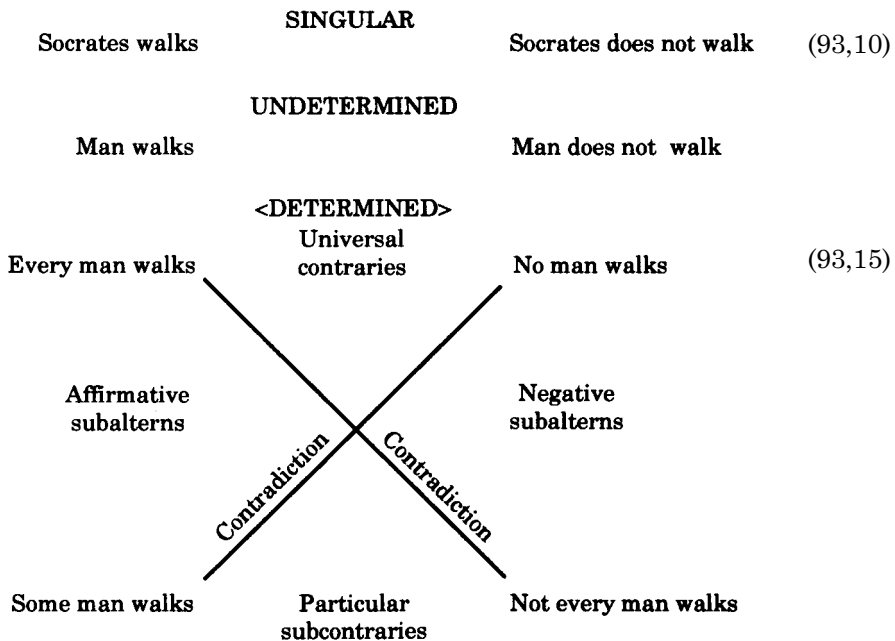 SINGULAR
Socrates walks Socrates does not walk (93,10)
UNDETERMINED
Man walks Man does not walk
<DETERMINED>
Universal
Every man walks contraries No man walks (93,15)
Affirmative Negative
subalterns subalterns
Contradiction Contradiction
Some man walks Particular Not every man walks
subcontraries